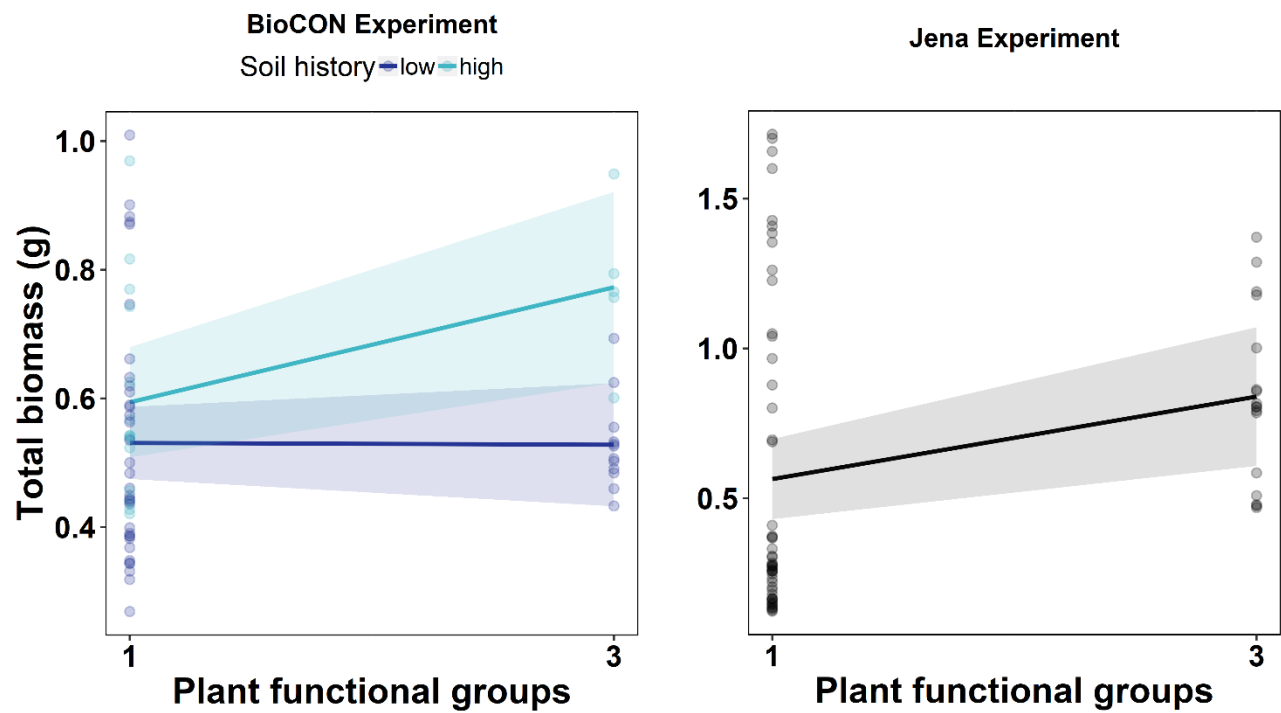 BioCON Experiment
Soil history low high
Total biomass (g)
1.0
0.8
0.6
0.4
1 3
Plant functional groups
Jena Experiment
1.5
1.0
0.5
1 3
Plant functional groups